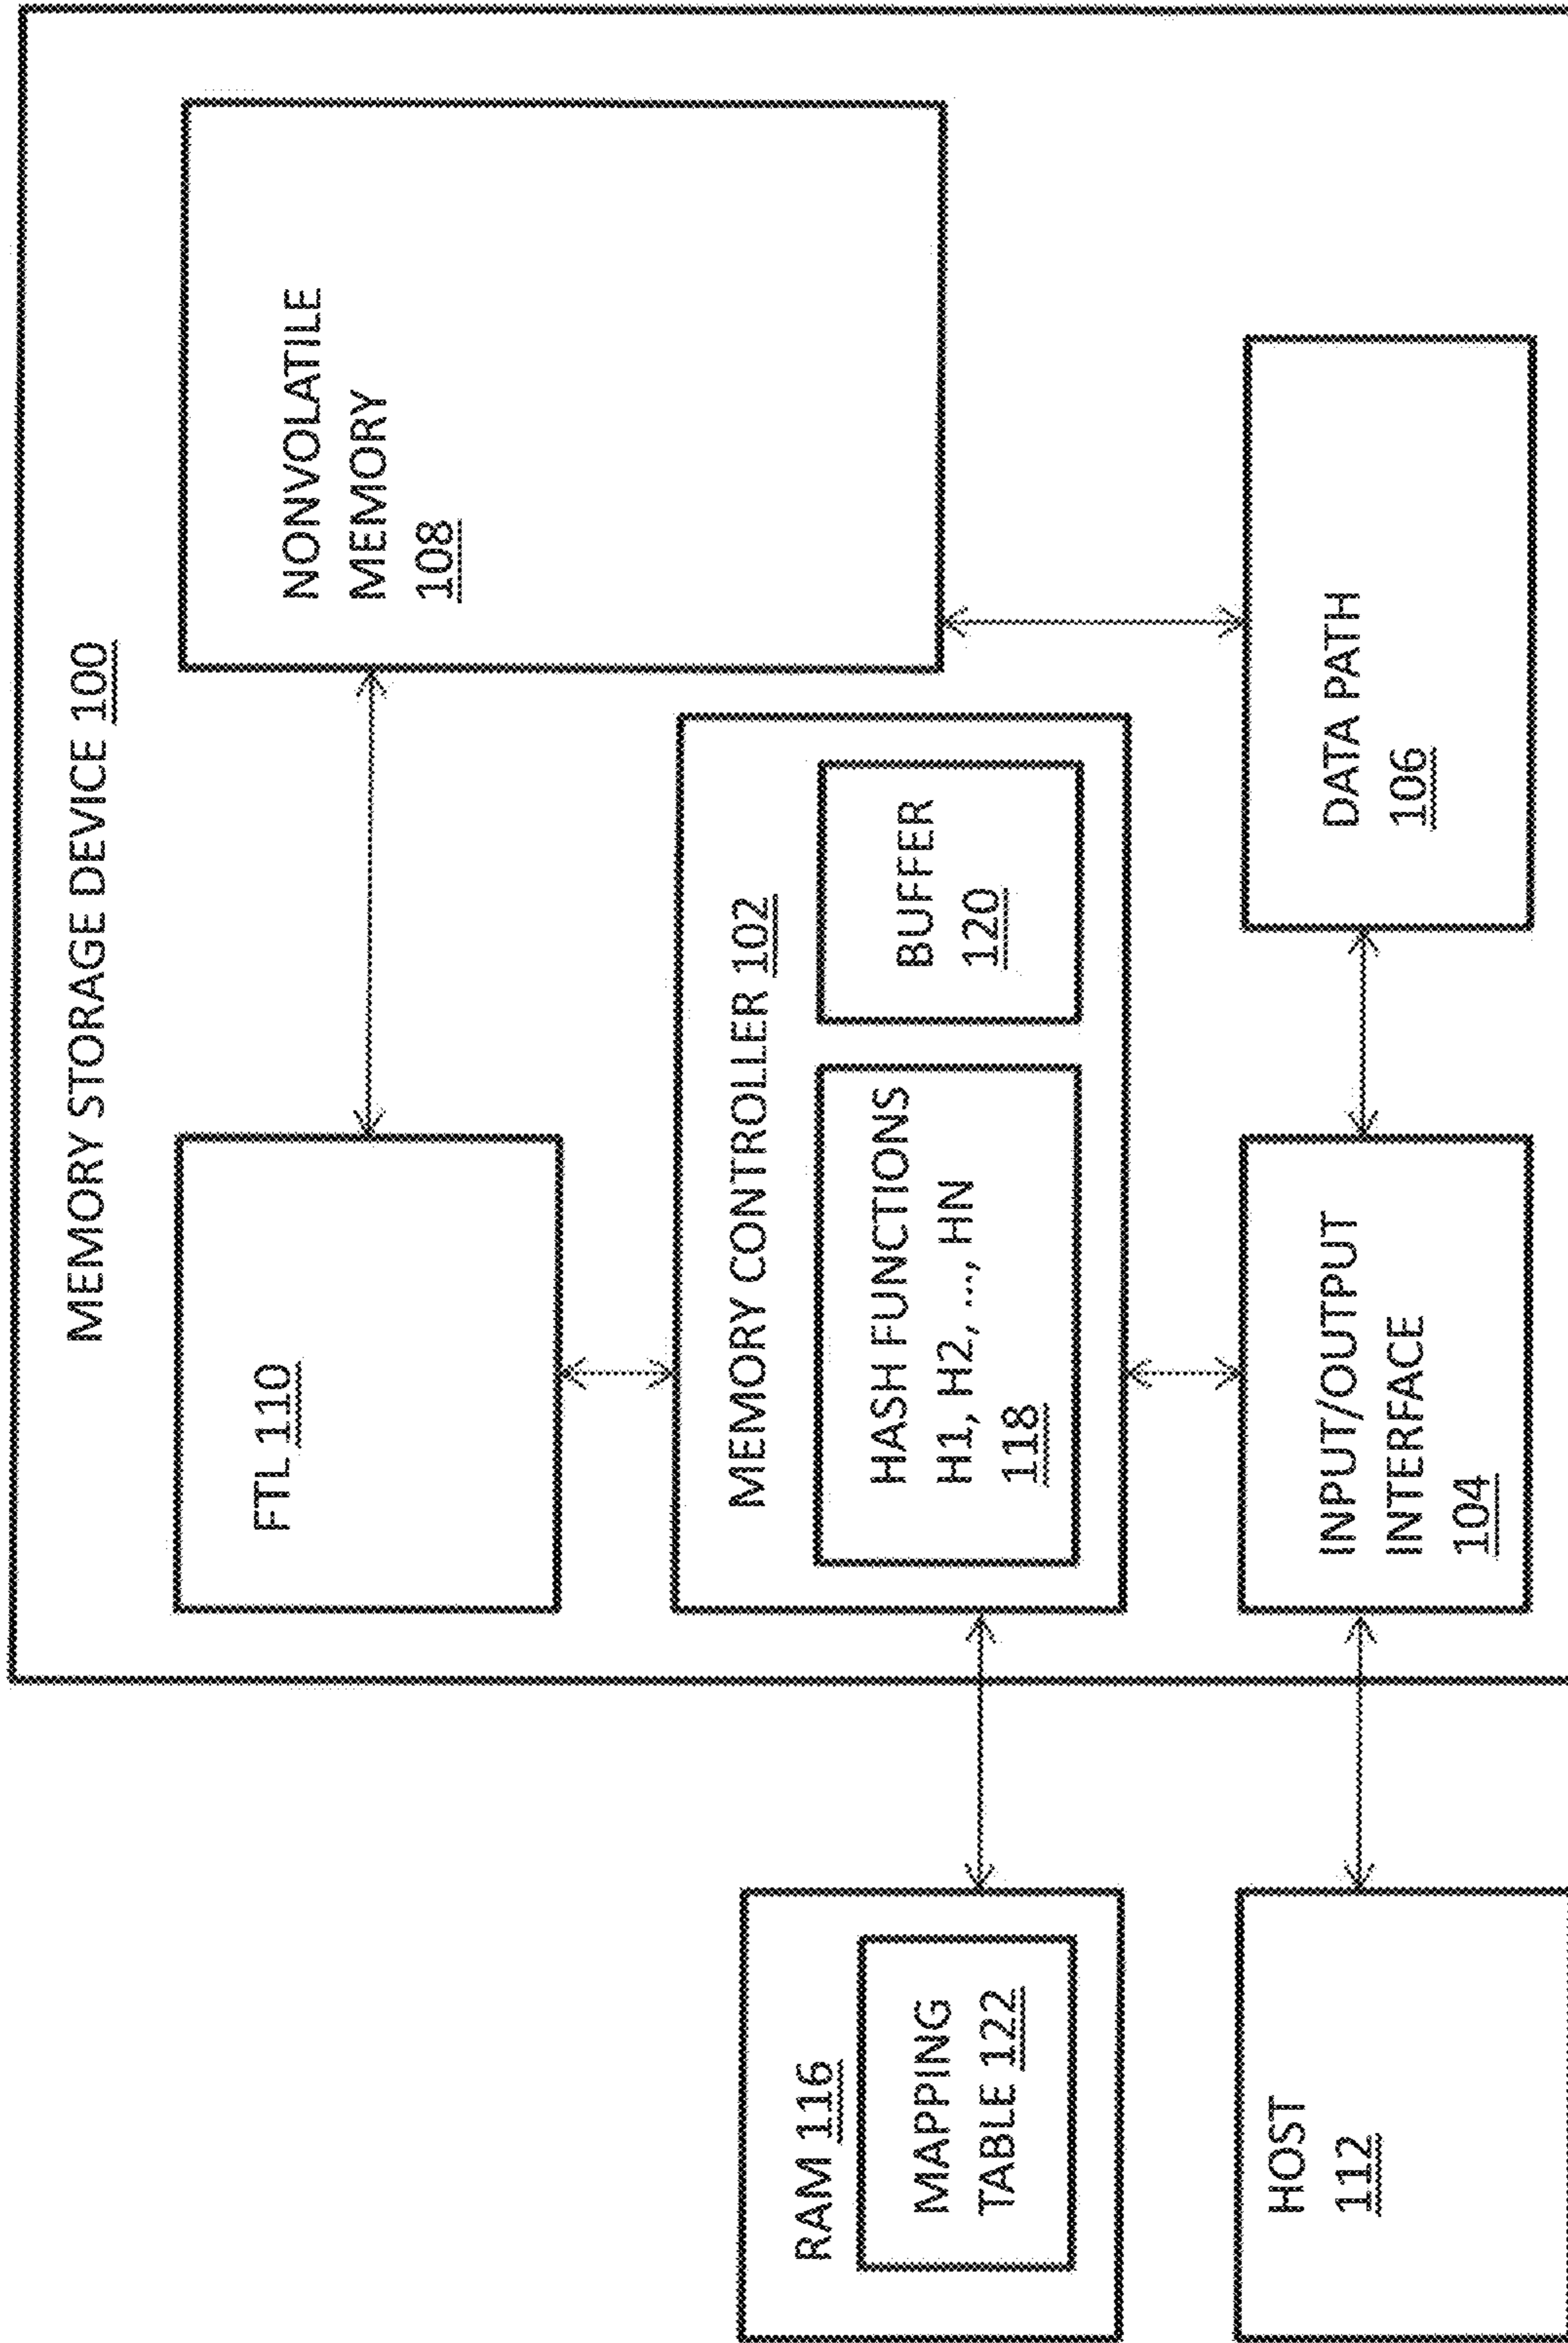 MEMORY STORAGE DEVICE 100
FTL 110
NONVOLATILE
MEMORY
108
MEMORY CONTROLLER 102
HASH FUNCTIONS
H1, H2, ..., HN
118
BUFFER
120
RAM 116
MAPPING
TABLE 122
HOST
112
INPUT/OUTPUT
INTERFACE
104
DATA PATH
106